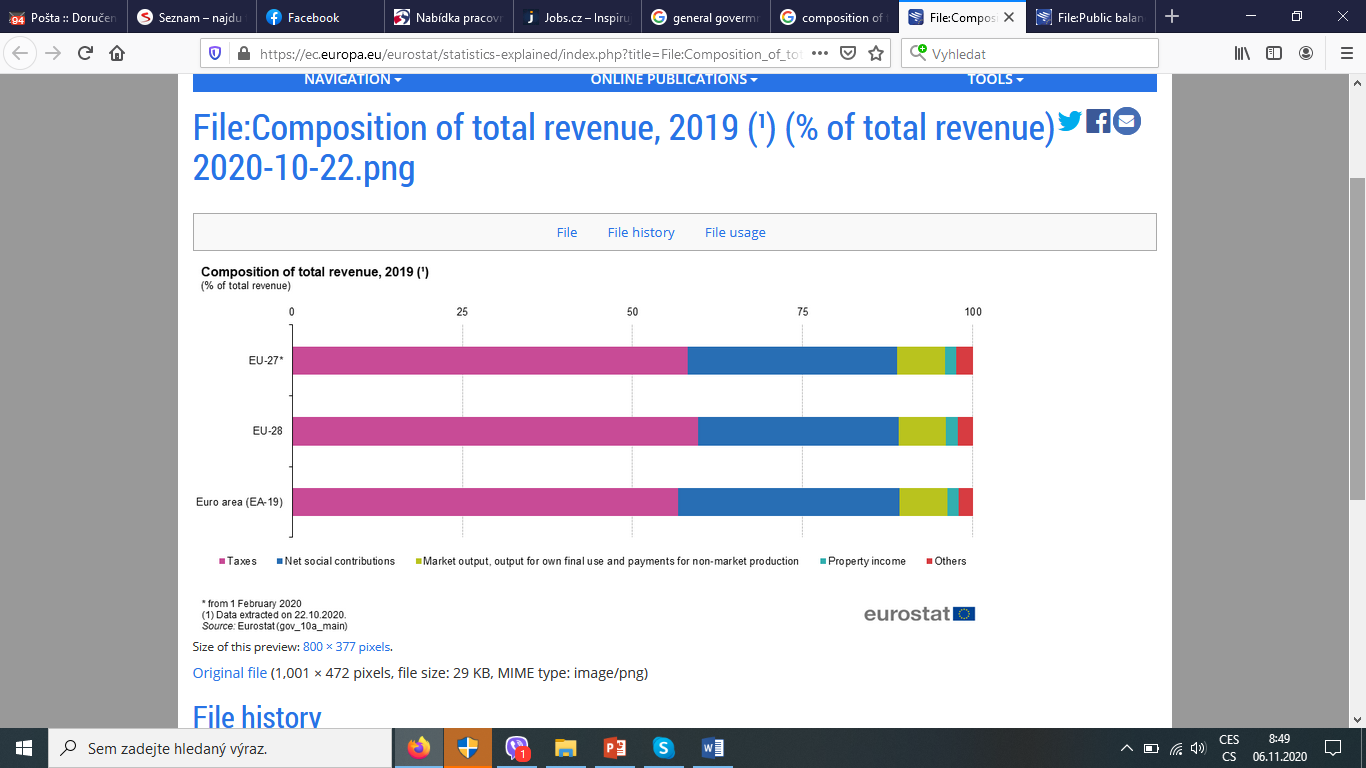 94 Pošta :: Doručen
Seznam – najdu
Facebook
Nabídka pracovn
Jobs.cz – Inspiruj
general governm
composition of t
File:Composi
File:Public balan
https://ec.europa.eu/eurostat/statistics-explained/index.php?title=File:Composition_of_tot
Vyhledat
NAVIGATION
ONLINE PUBLICATIONS
TOOLS
File:Composition of total revenue, 2019 (¹) (% of total revenue)
2020-10-22.png
File
File history
File usage
Composition of total revenue, 2019 (¹)
(% of total revenue)
0 25 50 75 100
EU-27*
EU-28
Euro area (EA-19)
Taxes
Net social contributions
Market output, output for own final use and payments for non-market production
Property income
Others
* from 1 February 2020
(1) Data extracted on 22.10.2020.
Source: Eurostat (gov_10a_main)
eurostat
Size of this preview: 800 × 377 pixels.
Original file (1,001 × 472 pixels, file size: 29 KB, MIME type: image/png)
File history
Sem zadejte hledaný výraz.
1
CES
CS
8:49
06.11.2020